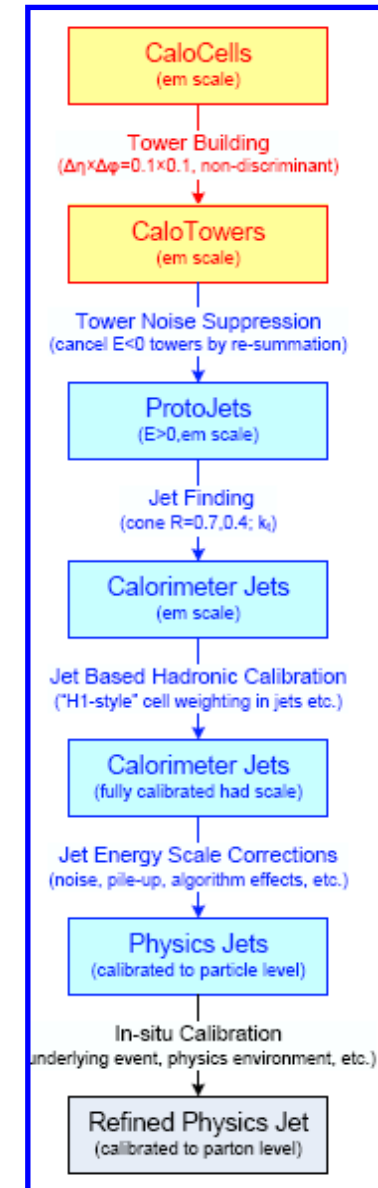 CaloCells
(em scale)
Tower Building
(Δη×Δφ=0.1×0.1, non-discriminant)
CaloTowers
(em scale)
Tower Noise Suppression
(cancel E<0 towers by re-summation)
ProtoJets
(E>0,em scale)
Jet Finding
(cone R=0.7,0.4; kₜ)
Calorimeter Jets
(em scale)
Jet Based Hadronic Calibration
("H1-style" cell weighting in jets etc.)
Calorimeter Jets
(fully calibrated had scale)
Jet Energy Scale Corrections
(noise, pile-up, algorithm effects, etc.)
Physics Jets
(calibrated to particle level)
In-situ Calibration
underlying event, physics environment, etc.)
Refined Physics Jet
(calibrated to parton level)